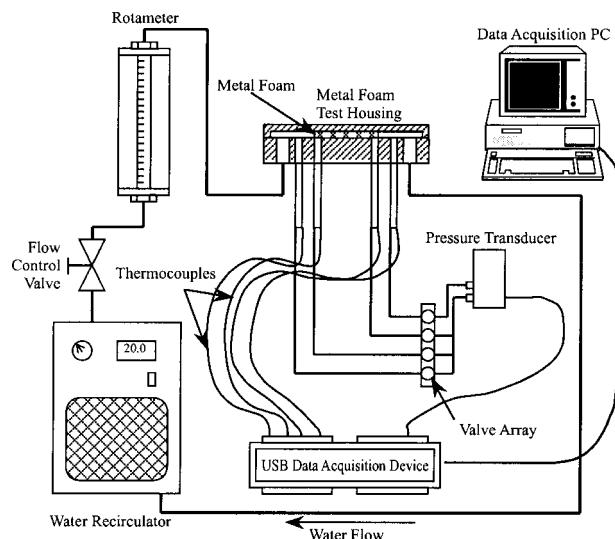 Rotameter
Data Acquisition PC
Metal Foam
Metal Foam
Test Housing
Flow
Control
Valve
Thermocouples
Pressure Transducer
20.0
Valve Array
USB Data Acquisition Device
Water Recirculator
Water Flow